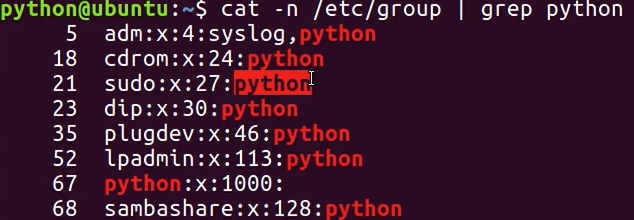 python@ubuntu:~$ cat -n /etc/group | grep python
     5  adm:x:4:syslog,python
    18  cdrom:x:24:python
    21  sudo:x:27:python
    23  dip:x:30:python
    35  plugdev:x:46:python
    52  lpadmin:x:113:python
    67  python:x:1000:
    68  sambashare:x:128:python